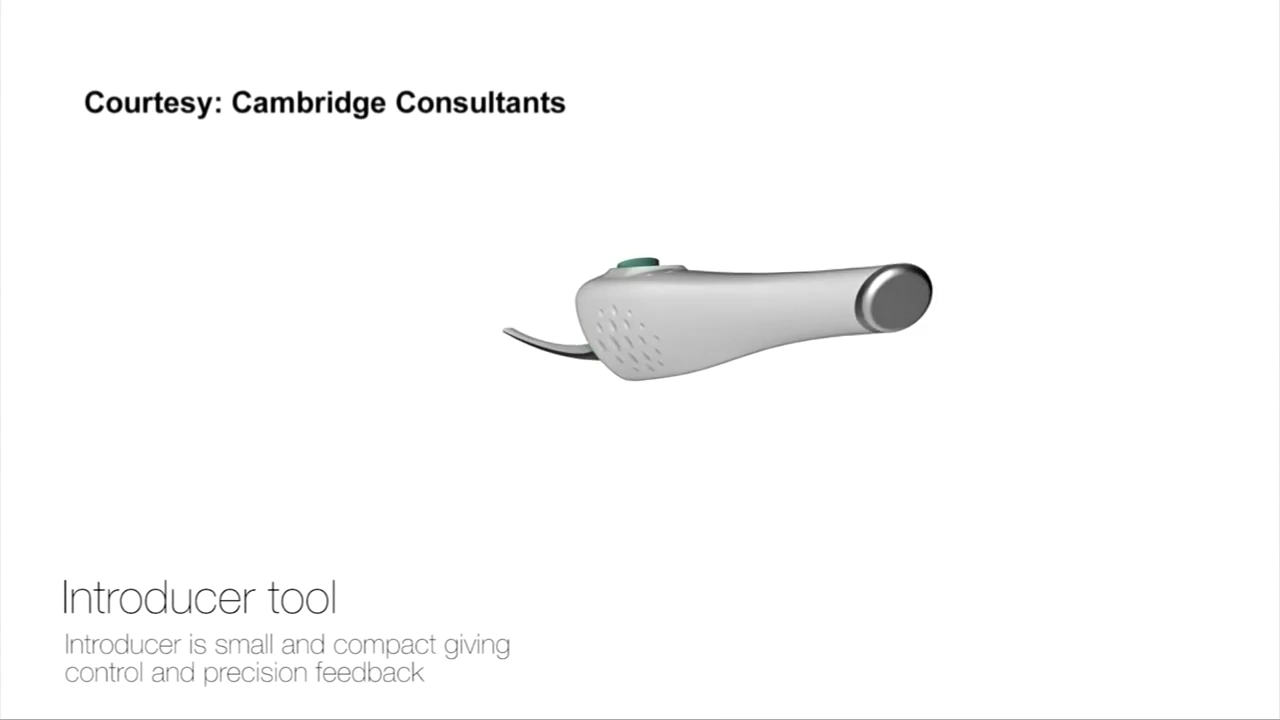 Courtesy: Cambridge Consultants
Introducer tool
Introducer is small and compact giving
control and precision feedback